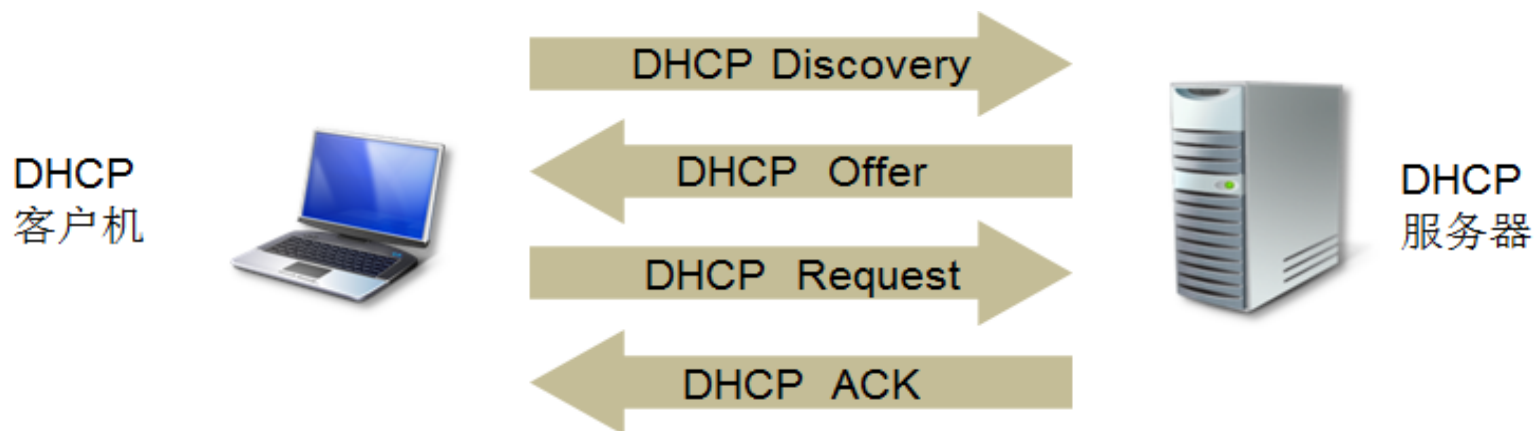 DHCP Discovery
DHCP Offer
DHCP
客户机
DHCP
服务器
DHCP Request
DHCP ACK